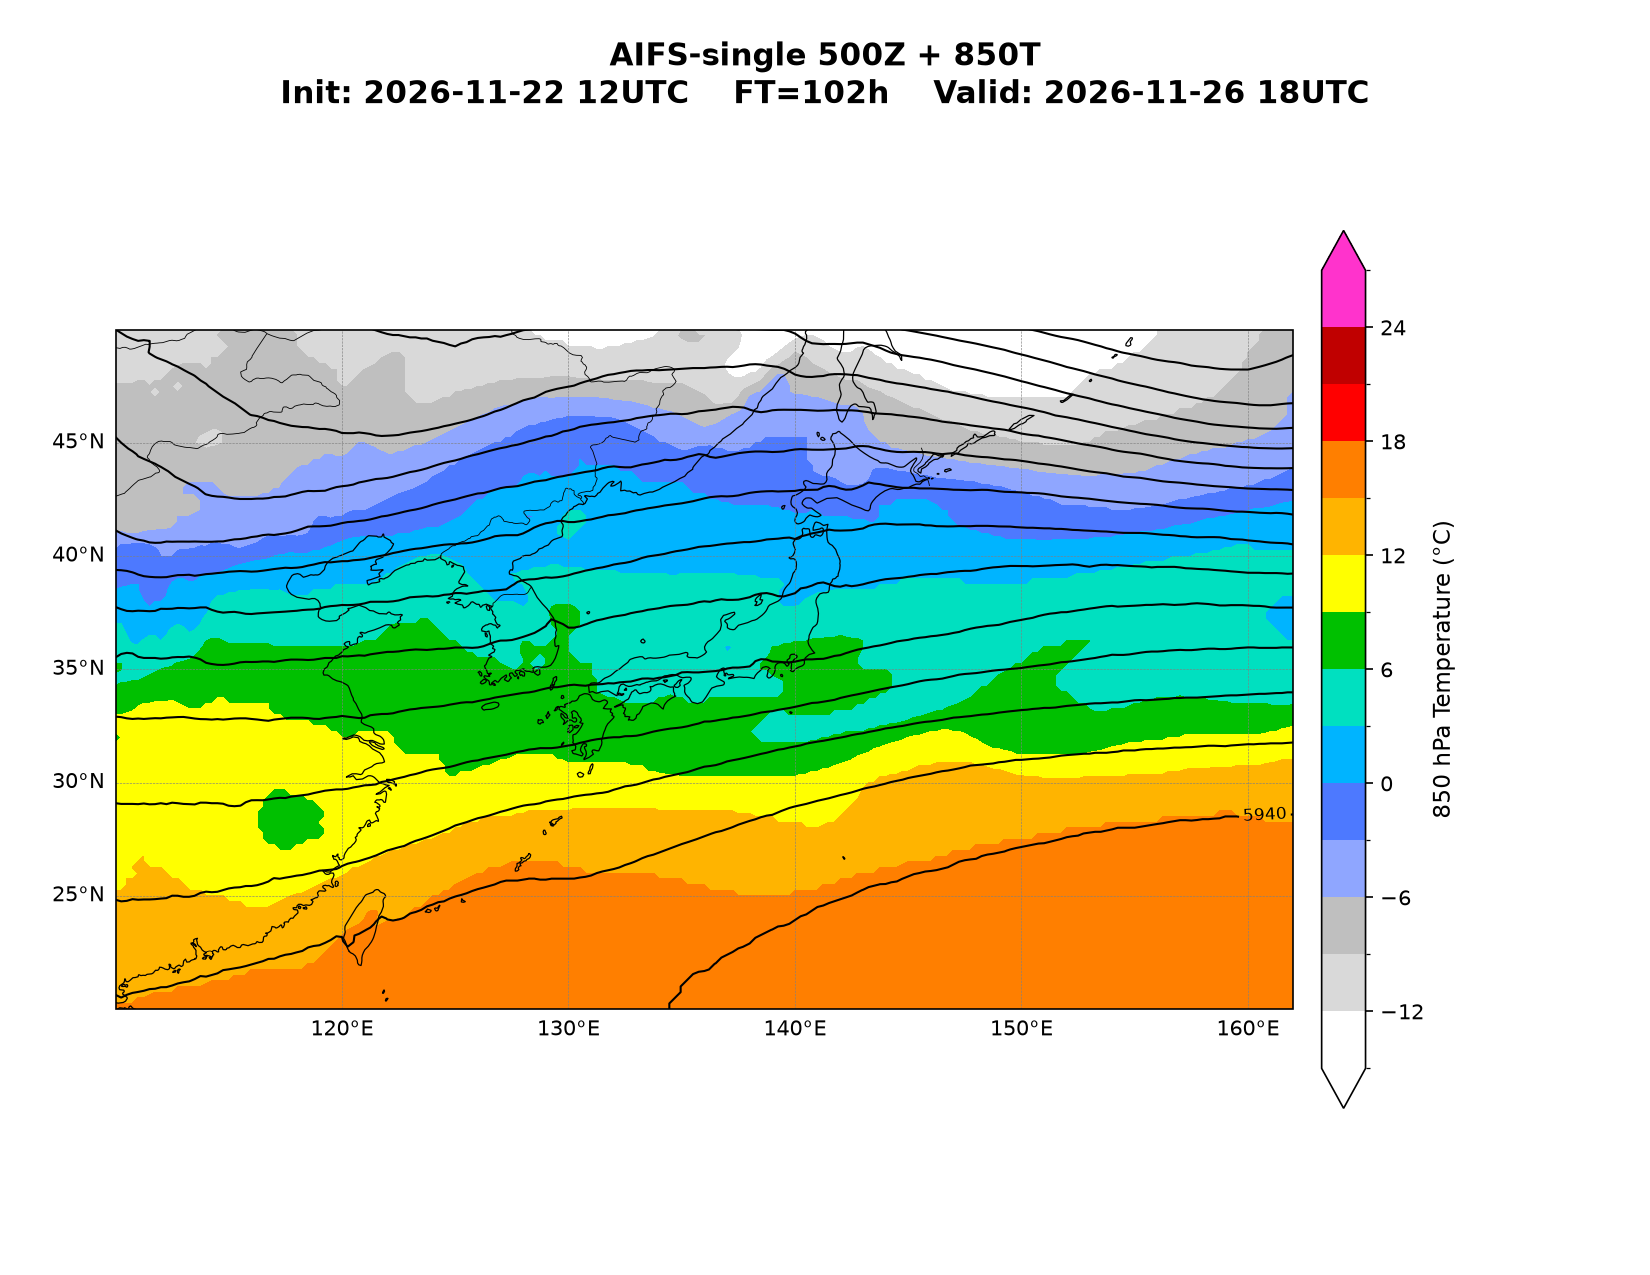 AIFS-single 500Z + 850T
Init: 2026-11-22 12UTC    FT=102h    Valid: 2026-11-26 18UTC
45°N
40°N
35°N
30°N
25°N
120°E
130°E
140°E
150°E
160°E
5940
24
18
12
6
0
−6
−12
850 hPa Temperature (°C)